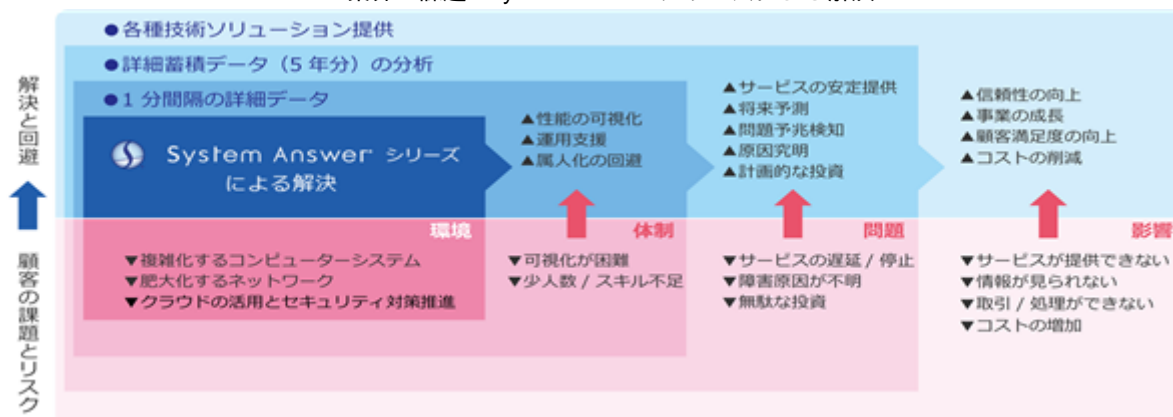 ●各種技術ソリューション提供
●詳細蓄積データ（5年分）の分析
●1分間隔の詳細データ
System Answer シリーズ
による解決
▲性能の可視化
▲運用支援
▲属人化の回避
▲サービスの安定提供
▲将来予測
▲問題予兆検知
▲原因究明
▲計画的な投資
▲信頼性の向上
▲事業の成長
▲顧客満足度の向上
▲コストの削減
解決と回避
顧客の課題とリスク
環境
▼複雑化するコンピューターシステム
▼肥大化するネットワーク
▼クラウドの活用とセキュリティ対策推進
体制
▼可視化が困難
▼少人数 / スキル不足
問題
▼サービスの遅延 / 停止
▼障害原因が不明
▼無駄な投資
影響
▼サービスが提供できない
▼情報が見られない
▼取引 / 処理ができない
▼コストの増加